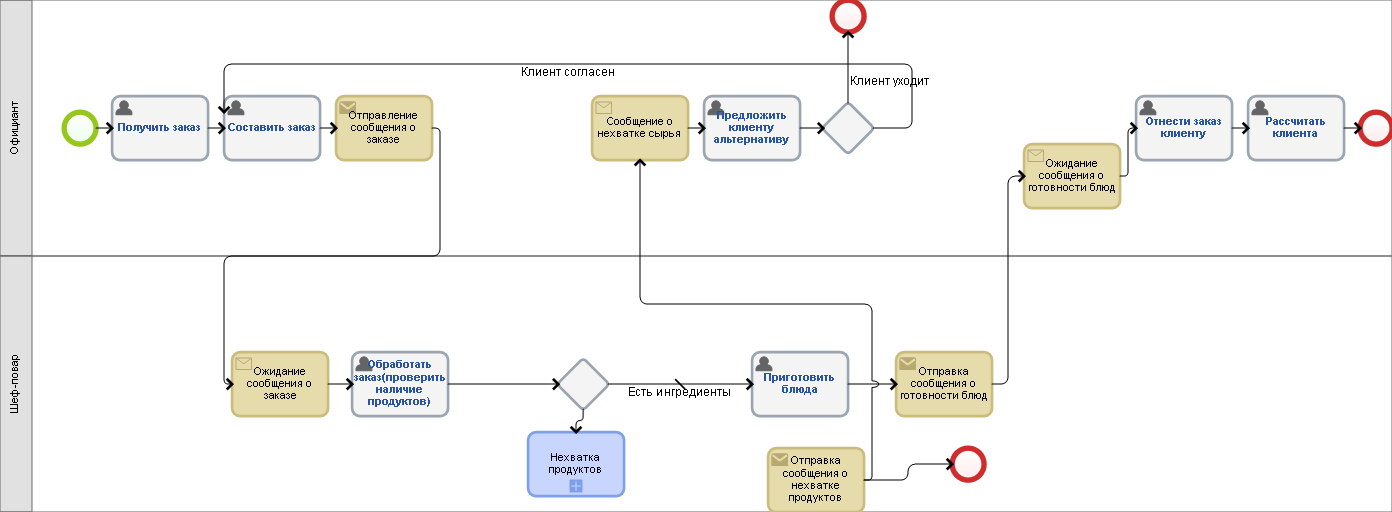 Официант
Клиент согласен
Клиент уходит
Получить заказ
Составить заказ
Отправление
сообщения о
заказе
Сообщение о
нехватке сырья
Предложить
клиенту
альтернативу
Ожидание
сообщения о
готовности блюд
Отнести заказ
клиенту
Рассчитать
клиента
Шеф-повар
Ожидание
сообщения о
заказе
Обработать
заказ(проверить
наличие
продуктов)
Есть ингредиенты
Приготовить
блюда
Отправка
сообщения о
готовности блюд
Нехватка
продуктов
Отправка
сообщения о
нехватке
продуктов